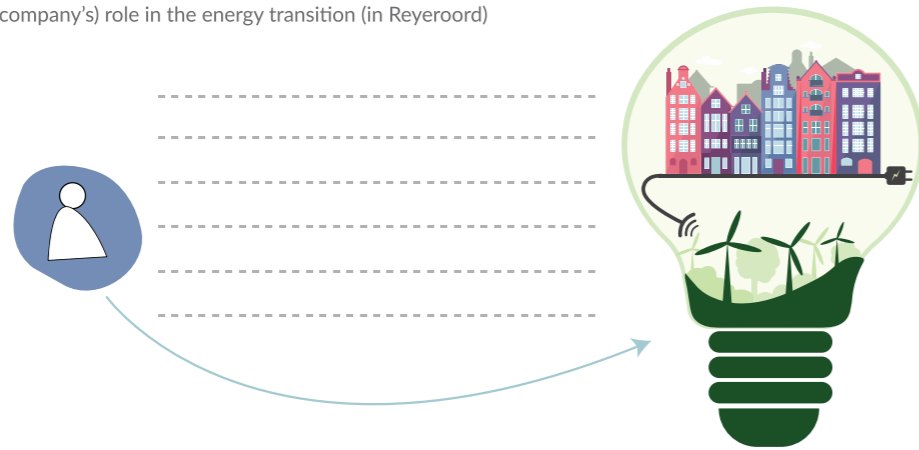 company's) role in the energy transition (in Reyeroord)